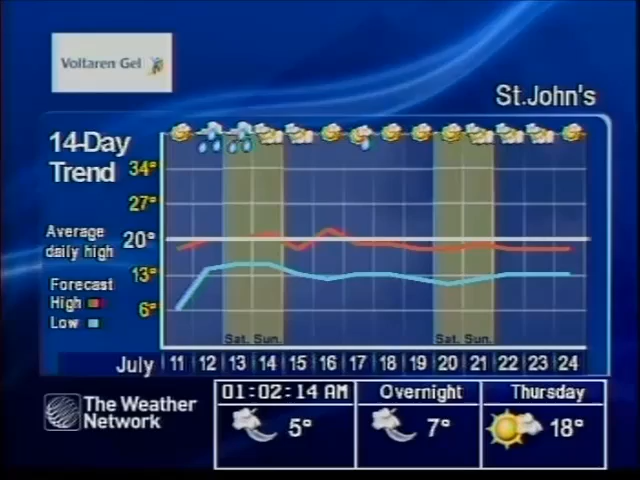 Voltaren Gel
St.John's
14-Day
Trend
34°
27°
Average
daily high
20°
13°
Forecast
High
Low
6°
Sat. Sun.
Sat. Sun.
July 11 12 13 14 15 16 17 18 19 20 21 22 23 24
The Weather
Network
01:02:14 AM
5°
Overnight
7°
Thursday
18°